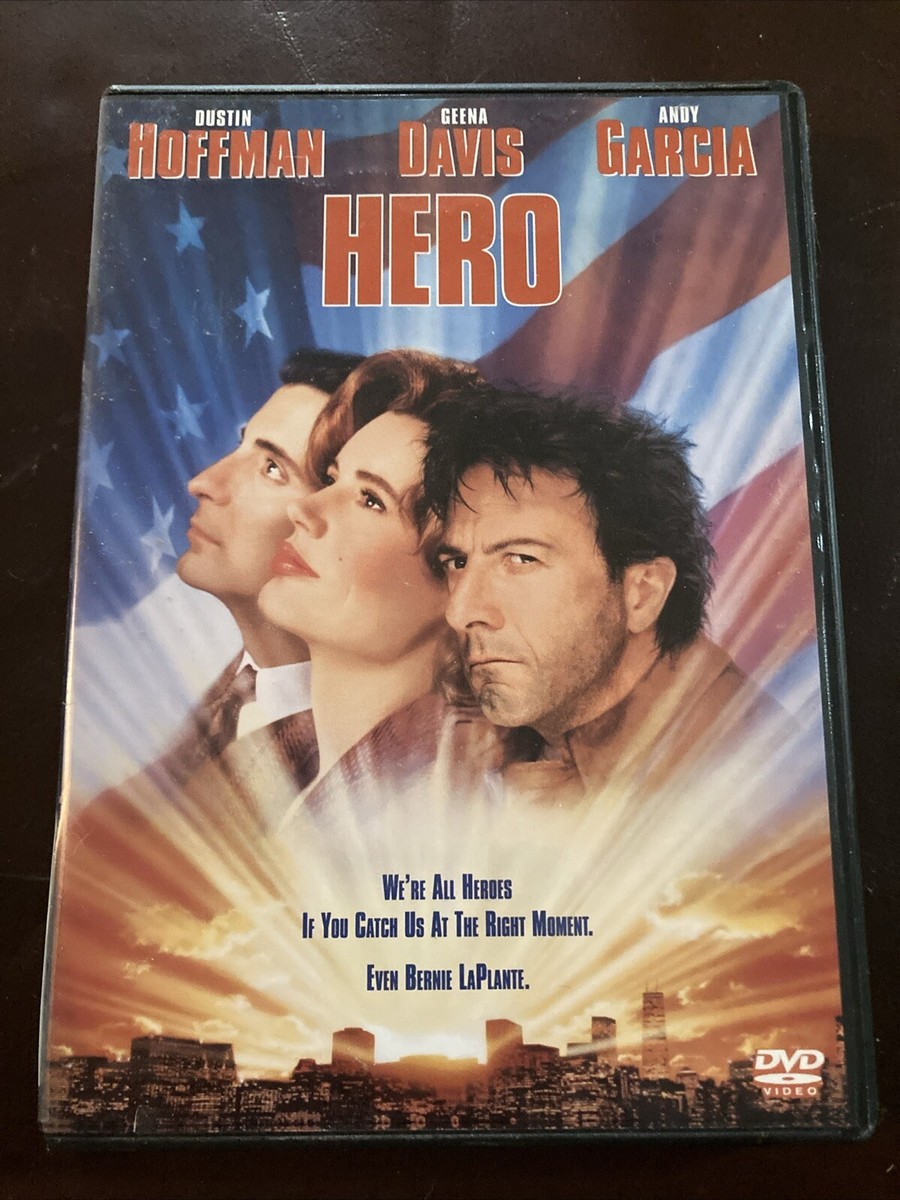 DUSTIN GEENA ANDY
HOFFMAN DAVIS GARCIA
HERO
WE'RE ALL HEROES
IF YOU CATCH US AT THE RIGHT MOMENT.
EVEN BERNIE LAPLANTE.
DVD
VIDEO